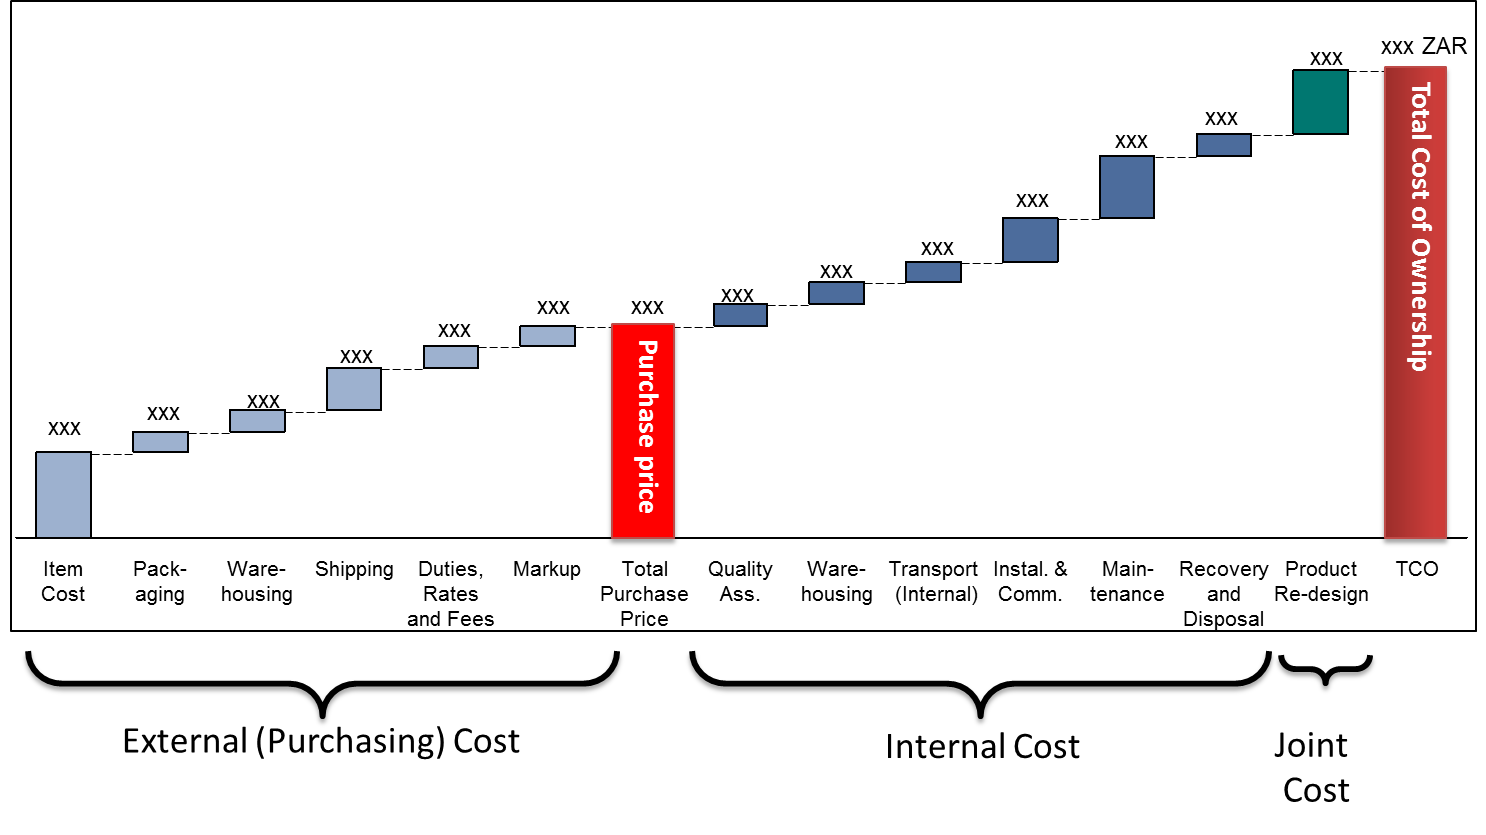 xxx ZAR
xxx
xxx
xxx
xxx
xxx
xxx
xxx
xxx
xxx
xxx
xxx
xxx
xxx
xxx
Purchase price
Total Cost of Ownership
Item
Cost
Pack-
aging
Ware-
housing
Shipping
Duties,
Rates
and Fees
Markup
Total
Purchase
Price
Quality
Ass.
Ware-
housing
Transport
(Internal)
Instal. &
Comm.
Main-
tenance
Recovery
and
Disposal
Product
Re-design
TCO
External (Purchasing) Cost
Internal Cost
Joint
Cost